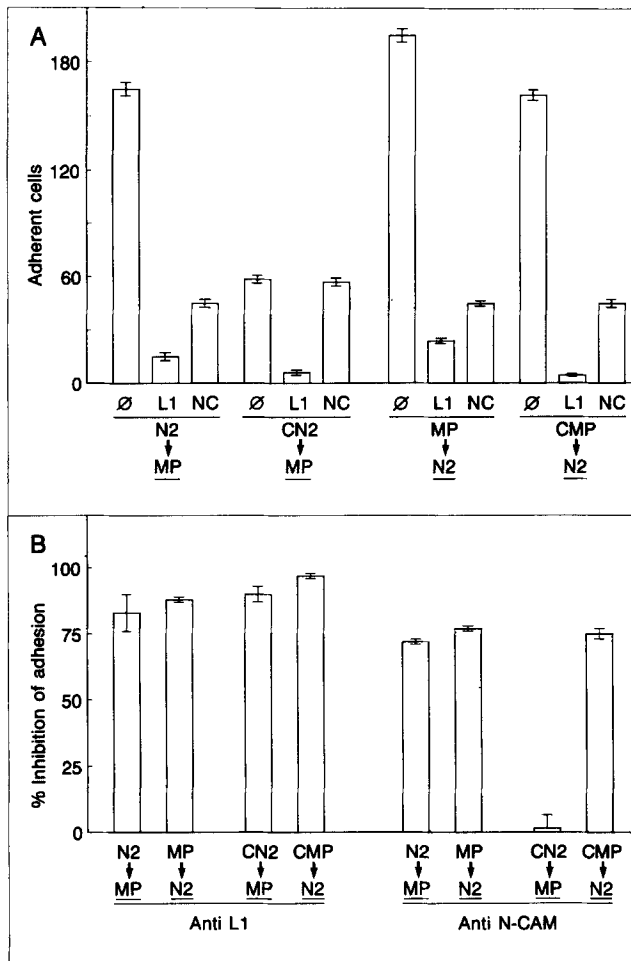 A
Adherent cells
180
120
60
0
Ø L1 NC Ø L1 NC Ø L1 NC Ø L1 NC
N2 CN2 MP CMP
MP MP N2 N2
B
% Inhibition of adhesion
100
75
50
25
0
N2 MP CN2 CMP N2 MP CN2 CMP
MP N2 MP N2 MP N2 MP N2
Anti L1 Anti N-CAM